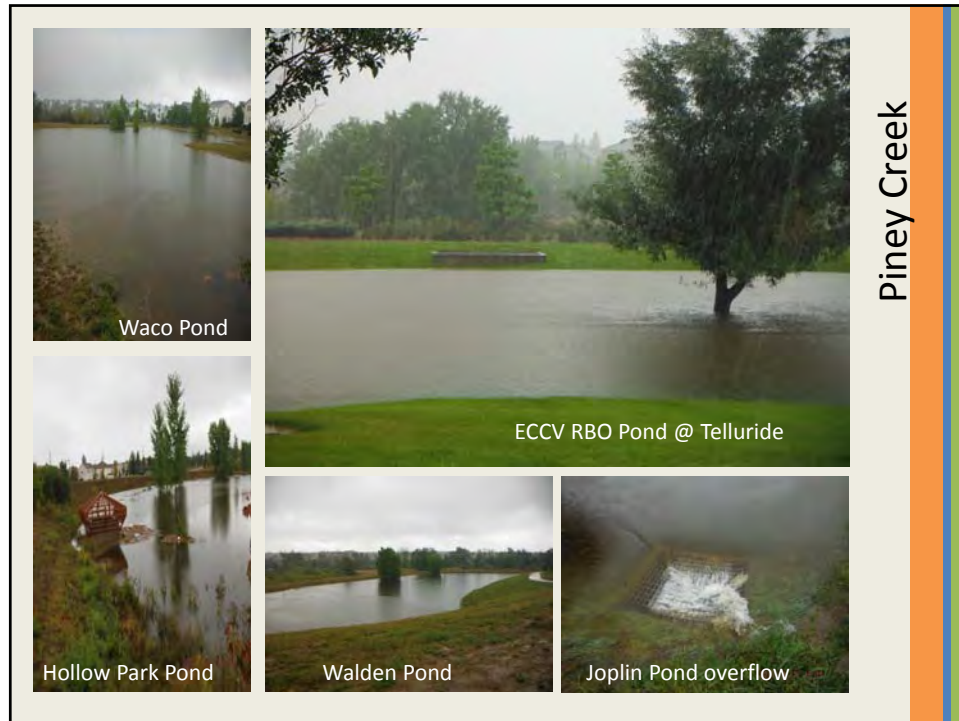 Piney Creek
Waco Pond
ECCV RBO Pond @ Telluride
Hollow Park Pond
Walden Pond
Joplin Pond overflow